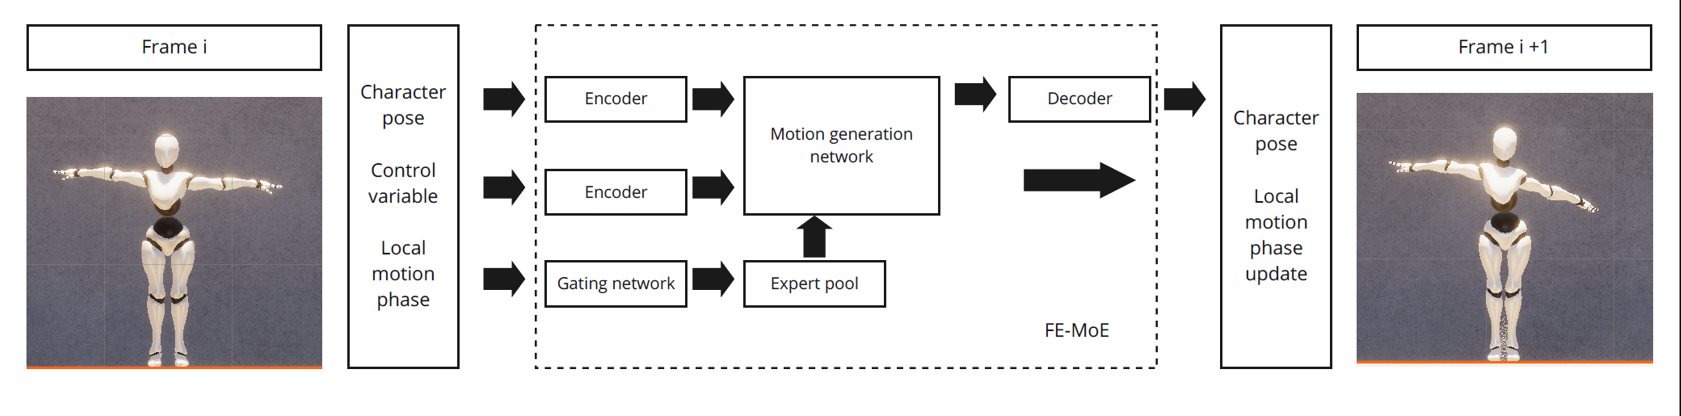 Frame i
Character
pose
Control
variable
Local
motion
phase
Encoder
Encoder
Gating network
Motion generation
network
Expert pool
Decoder
FE-MoE
Character
pose
Local
motion
phase
update
Frame i +1